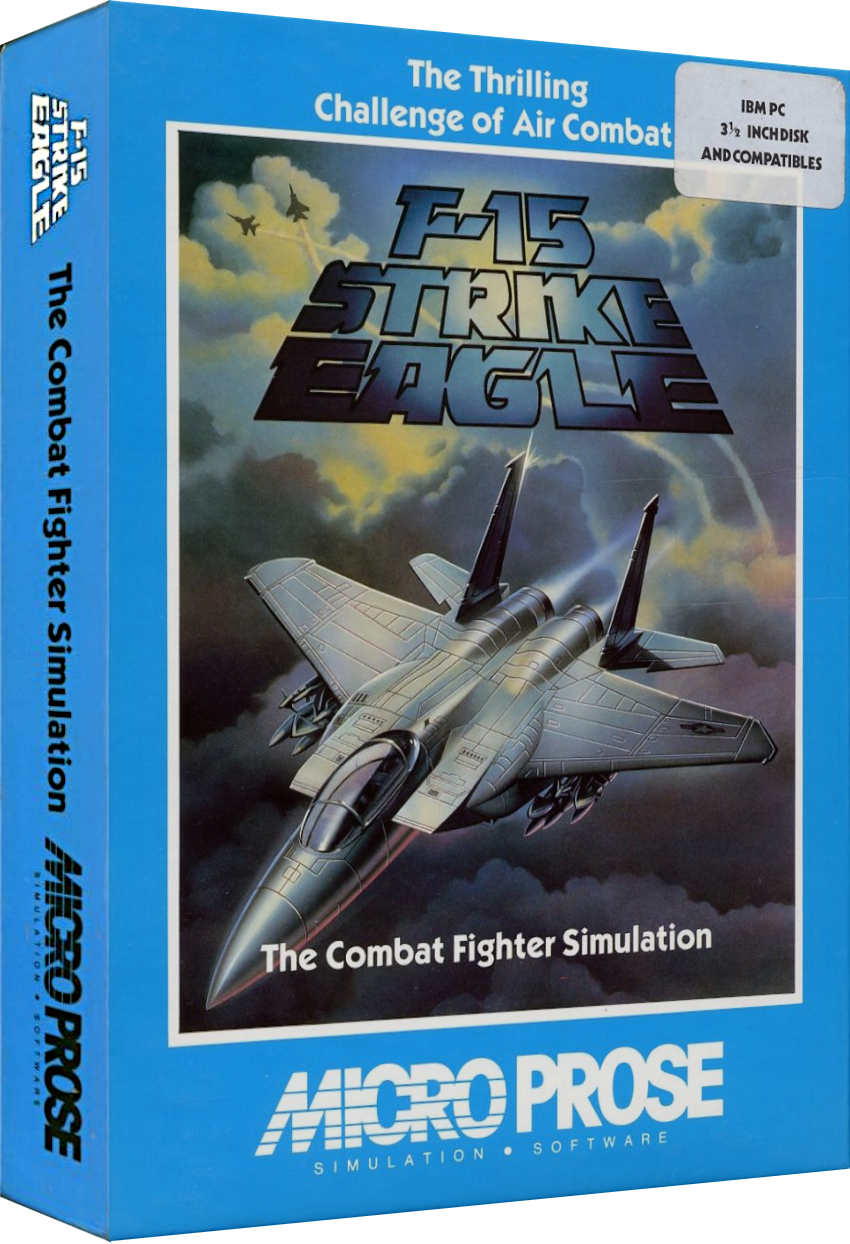 The Thrilling
Challenge of Air Combat
IBM PC
3½ INCH DISK
AND COMPATIBLES
F-15
STRIKE
EAGLE
The Combat Fighter Simulation
MICRO PROSE
SIMULATION • SOFTWARE
F-15
STRIKE
EAGLE
The Combat Fighter Simulation
MICRO PROSE
SIMULATION • SOFTWARE